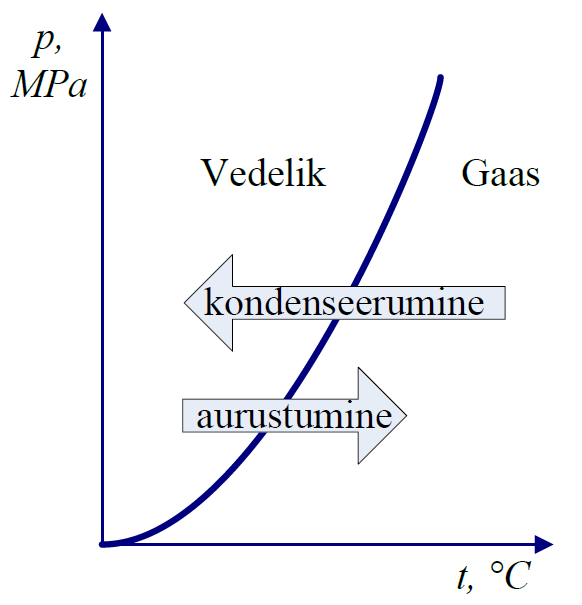 p,
MPa
Vedelik
Gaas
kondenseerumine
aurustumine
t, °C